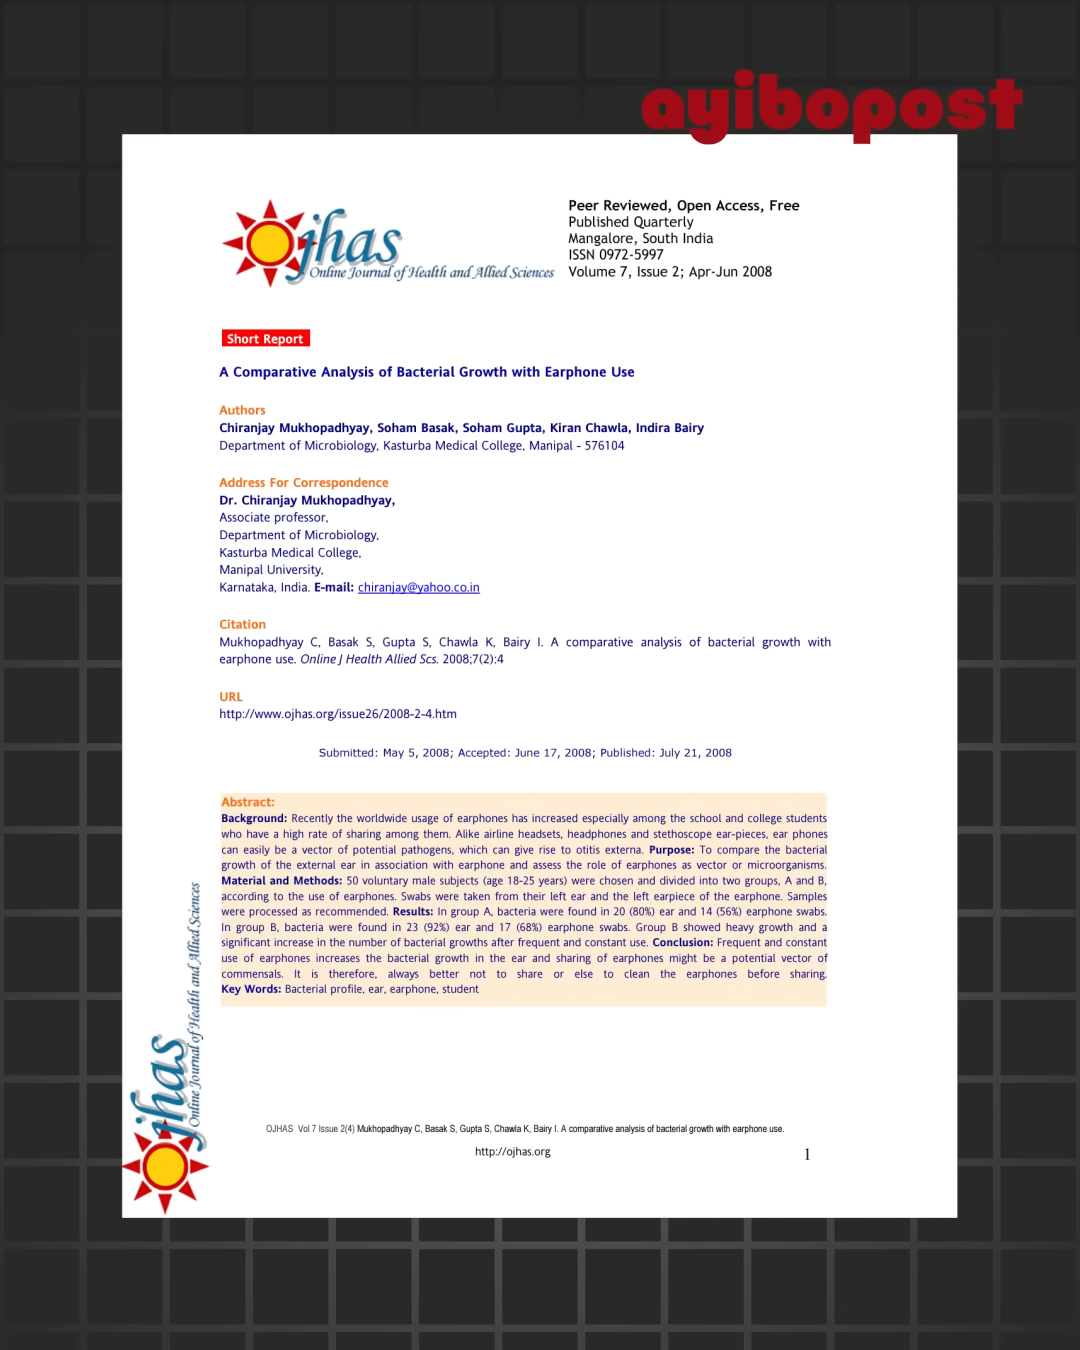 ayibopost
ojhas
Online Journal of Health and Allied Sciences
Peer Reviewed, Open Access, Free
Published Quarterly
Mangalore, South India
ISSN 0972-5997
Volume 7, Issue 2; Apr-Jun 2008
Short Report
A Comparative Analysis of Bacterial Growth with Earphone Use
Authors
Chiranjay Mukhopadhyay, Soham Basak, Soham Gupta, Kiran Chawla, Indira Bairy
Department of Microbiology, Kasturba Medical College, Manipal - 576104
Address For Correspondence
Dr. Chiranjay Mukhopadhyay,
Associate professor,
Department of Microbiology,
Kasturba Medical College,
Manipal University,
Karnataka, India. E-mail: chiranjay@yahoo.co.in
Citation
Mukhopadhyay C, Basak S, Gupta S, Chawla K, Bairy I. A comparative analysis of bacterial growth with
earphone use. Online J Health Allied Scs. 2008;7(2):4
URL
http://www.ojhas.org/issue26/2008-2-4.htm
Submitted: May 5, 2008; Accepted: June 17, 2008; Published: July 21, 2008
Abstract:
Background: Recently the worldwide usage of earphones has increased especially among the school and college students
who have a high rate of sharing among them. Alike airline headsets, headphones and stethoscope ear-pieces, ear phones
can easily be a vector of potential pathogens, which can give rise to otitis externa. Purpose: To compare the bacterial
growth of the external ear in association with earphone and assess the role of earphones as vector or microorganisms.
Material and Methods: 50 voluntary male subjects (age 18-25 years) were chosen and divided into two groups, A and B,
according to the use of earphones. Swabs were taken from their left ear and the left earpiece of the earphone. Samples
were processed as recommended. Results: In group A, bacteria were found in 20 (80%) ear and 14 (56%) earphone swabs.
In group B, bacteria were found in 23 (92%) ear and 17 (68%) earphone swabs. Group B showed heavy growth and a
significant increase in the number of bacterial growths after frequent and constant use. Conclusion: Frequent and constant
use of earphones increases the bacterial growth in the ear and sharing of earphones might be a potential vector of
commensals. It is therefore, always better not to share or else to clean the earphones before sharing.
Key Words: Bacterial profile, ear, earphone, student
ojhas
Online Journal of Health and Allied Sciences
OJHAS Vol 7 Issue 2(4) Mukhopadhyay C, Basak S, Gupta S, Chawla K, Bairy I. A comparative analysis of bacterial growth with earphone use.
http://ojhas.org
1